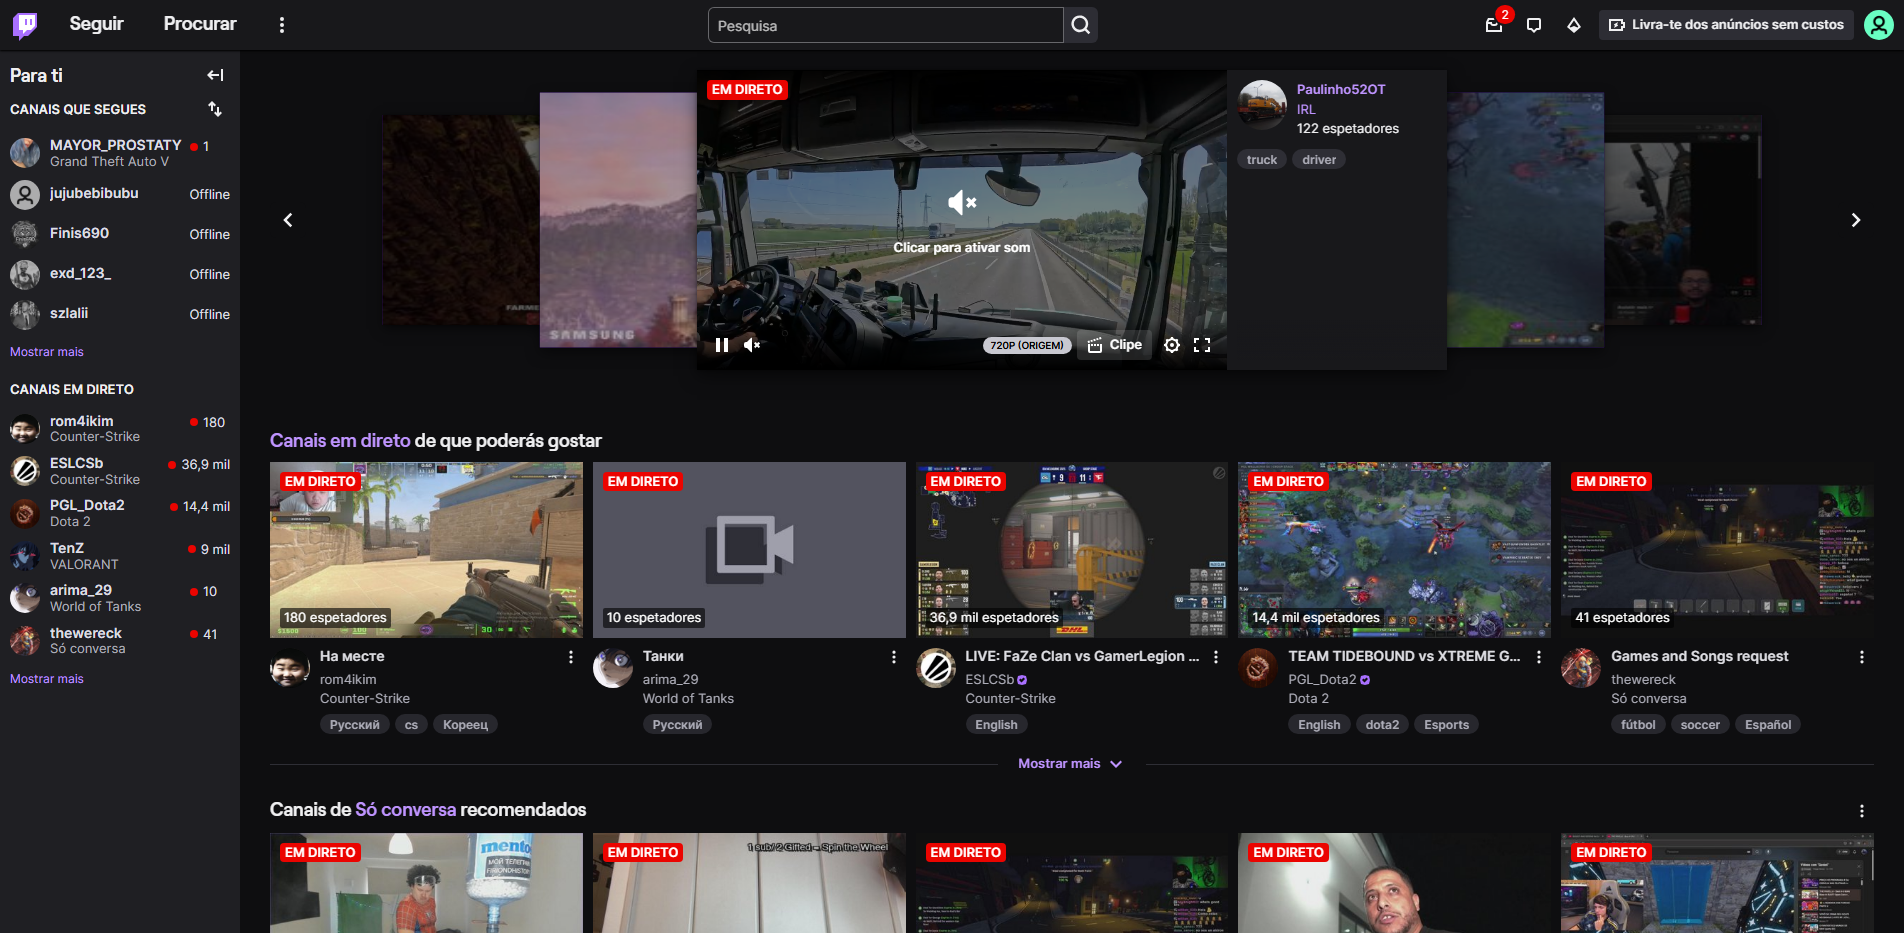 Seguir
Procurar
Pesquisa
2
Livra-te dos anúncios sem custos
Para ti
CANAIS QUE SEGUES
MAYOR_PROSTATY
1
Grand Theft Auto V
jujubebibubu
Offline
Finis690
Offline
exd_123_
Offline
szlalii
Offline
Mostrar mais
CANAIS EM DIRETO
rom4ikim
180
Counter-Strike
ESLCSb
36,9 mil
Counter-Strike
PGL_Dota2
14,4 mil
Dota 2
TenZ
9 mil
VALORANT
arima_29
10
World of Tanks
thewereck
41
Só conversa
Mostrar mais
SAMSUNG
EM DIRETO
Clicar para ativar som
720P (ORIGEM)
Clipe
Paulinho52OT
IRL
122 espetadores
truck
driver
Canais em direto de que poderás gostar
EM DIRETO
180 espetadores
На месте
rom4ikim
Counter-Strike
Русский
cs
Кореец
EM DIRETO
10 espetadores
Танки
arima_29
World of Tanks
Русский
EM DIRETO
36,9 mil espetadores
LIVE: FaZe Clan vs GamerLegion ...
ESLCSb
Counter-Strike
English
EM DIRETO
14,4 mil espetadores
TEAM TIDEBOUND vs XTREME G...
PGL_Dota2
Dota 2
English
dota2
Esports
EM DIRETO
41 espetadores
Games and Songs request
thewereck
Só conversa
fútbol
soccer
Español
Mostrar mais
Canais de Só conversa recomendados
EM DIRETO
mento
EM DIRETO
1 sub/ 2 Gifted = Spin the Wheel
EM DIRETO
EM DIRETO
EM DIRETO